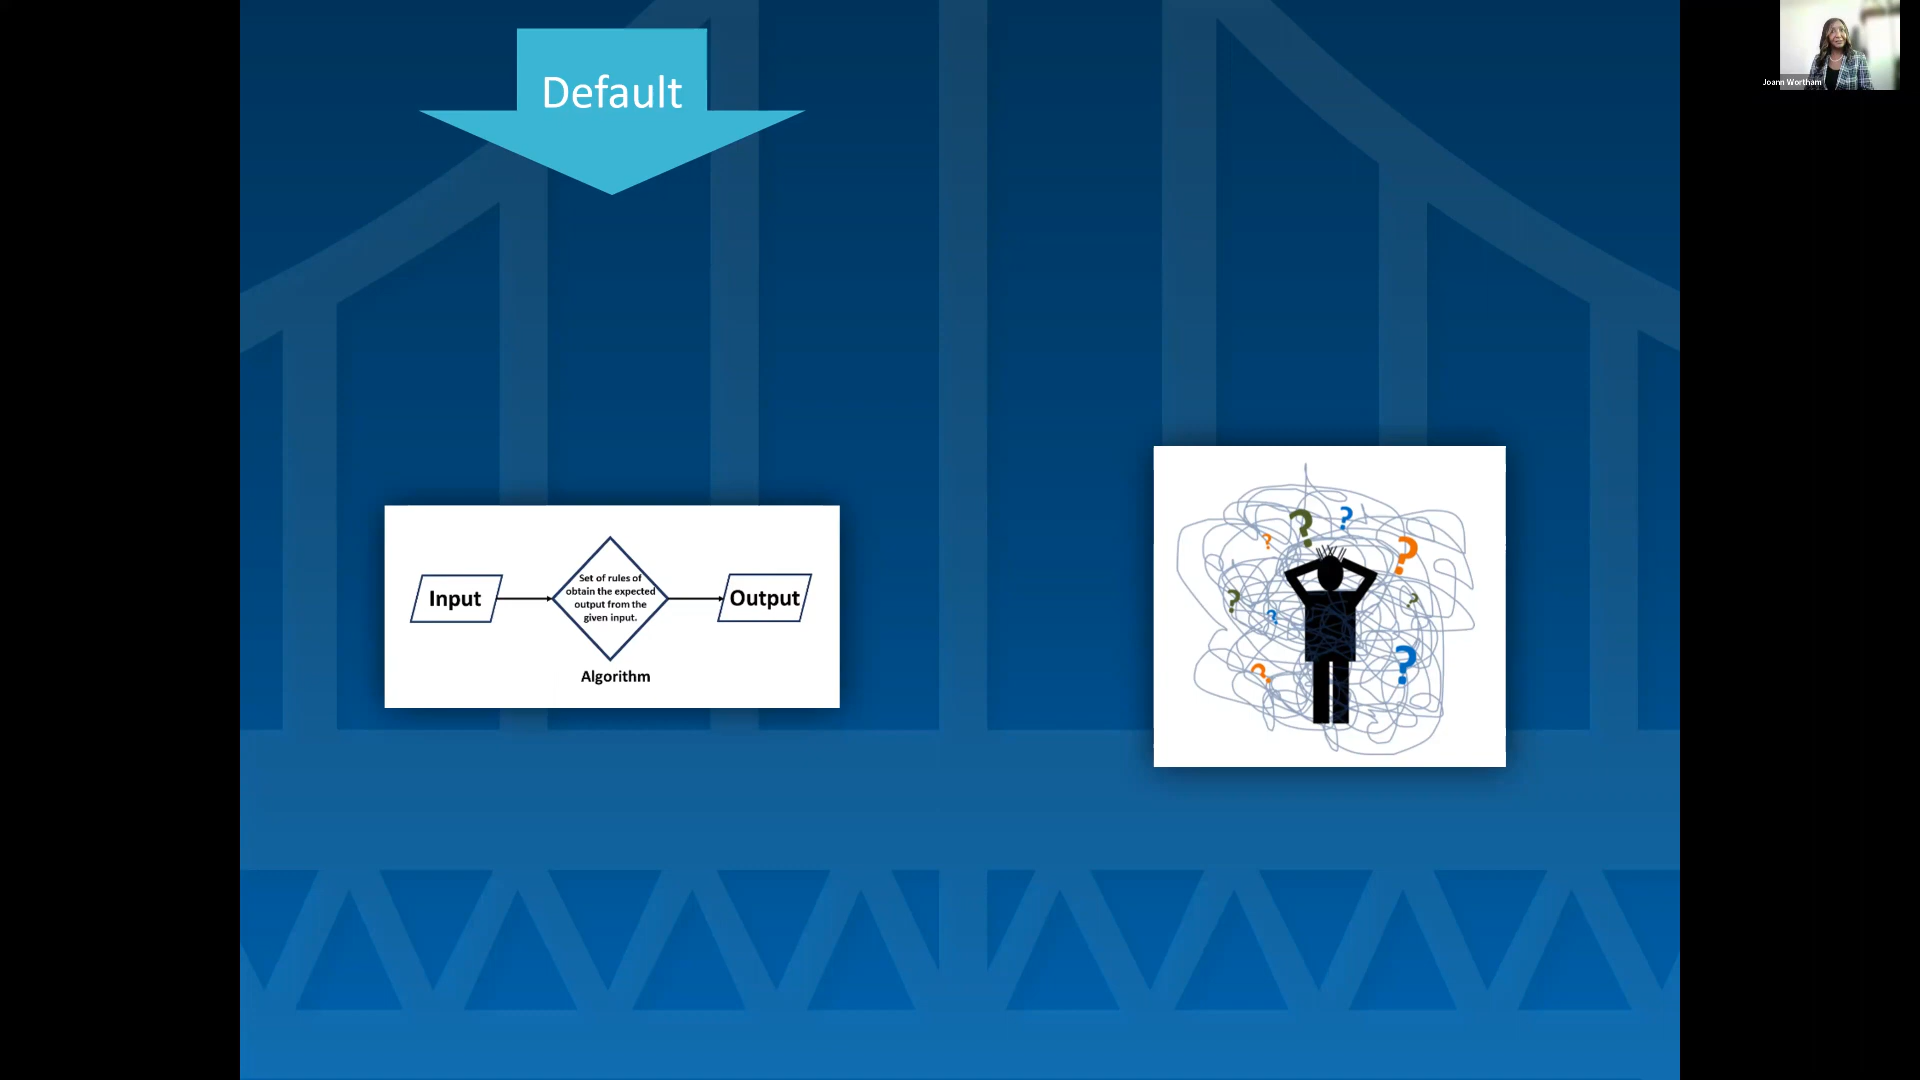 Default
Joann Wortham
Input
Set of rules of
obtain the expected
output from the
given input.
Output
Algorithm
? ? ? ?
? ? ? ?
? ?